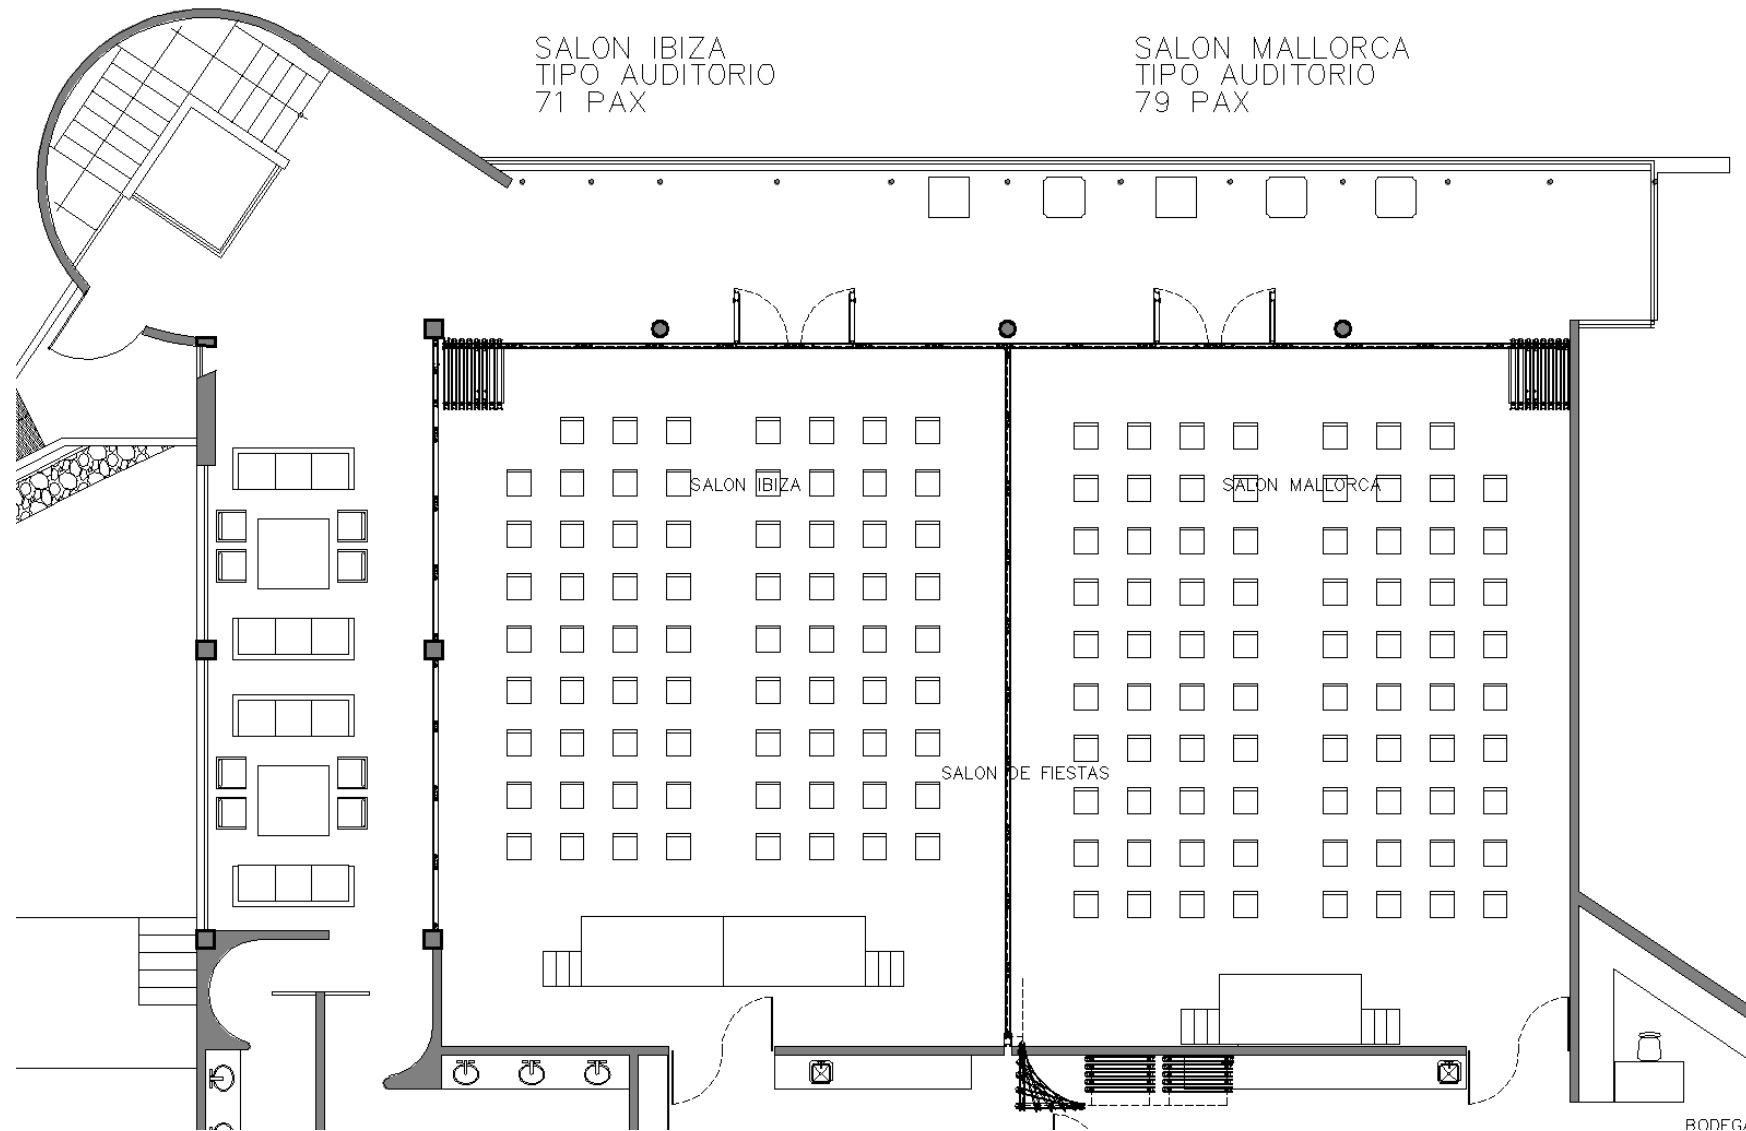 SALON IBIZA
TIPO AUDITORIO
71 PAX
SALON MALLORCA
TIPO AUDITORIO
79 PAX
SALON IBIZA
SALON MALLORCA
SALON DE FIESTAS
BODEGA